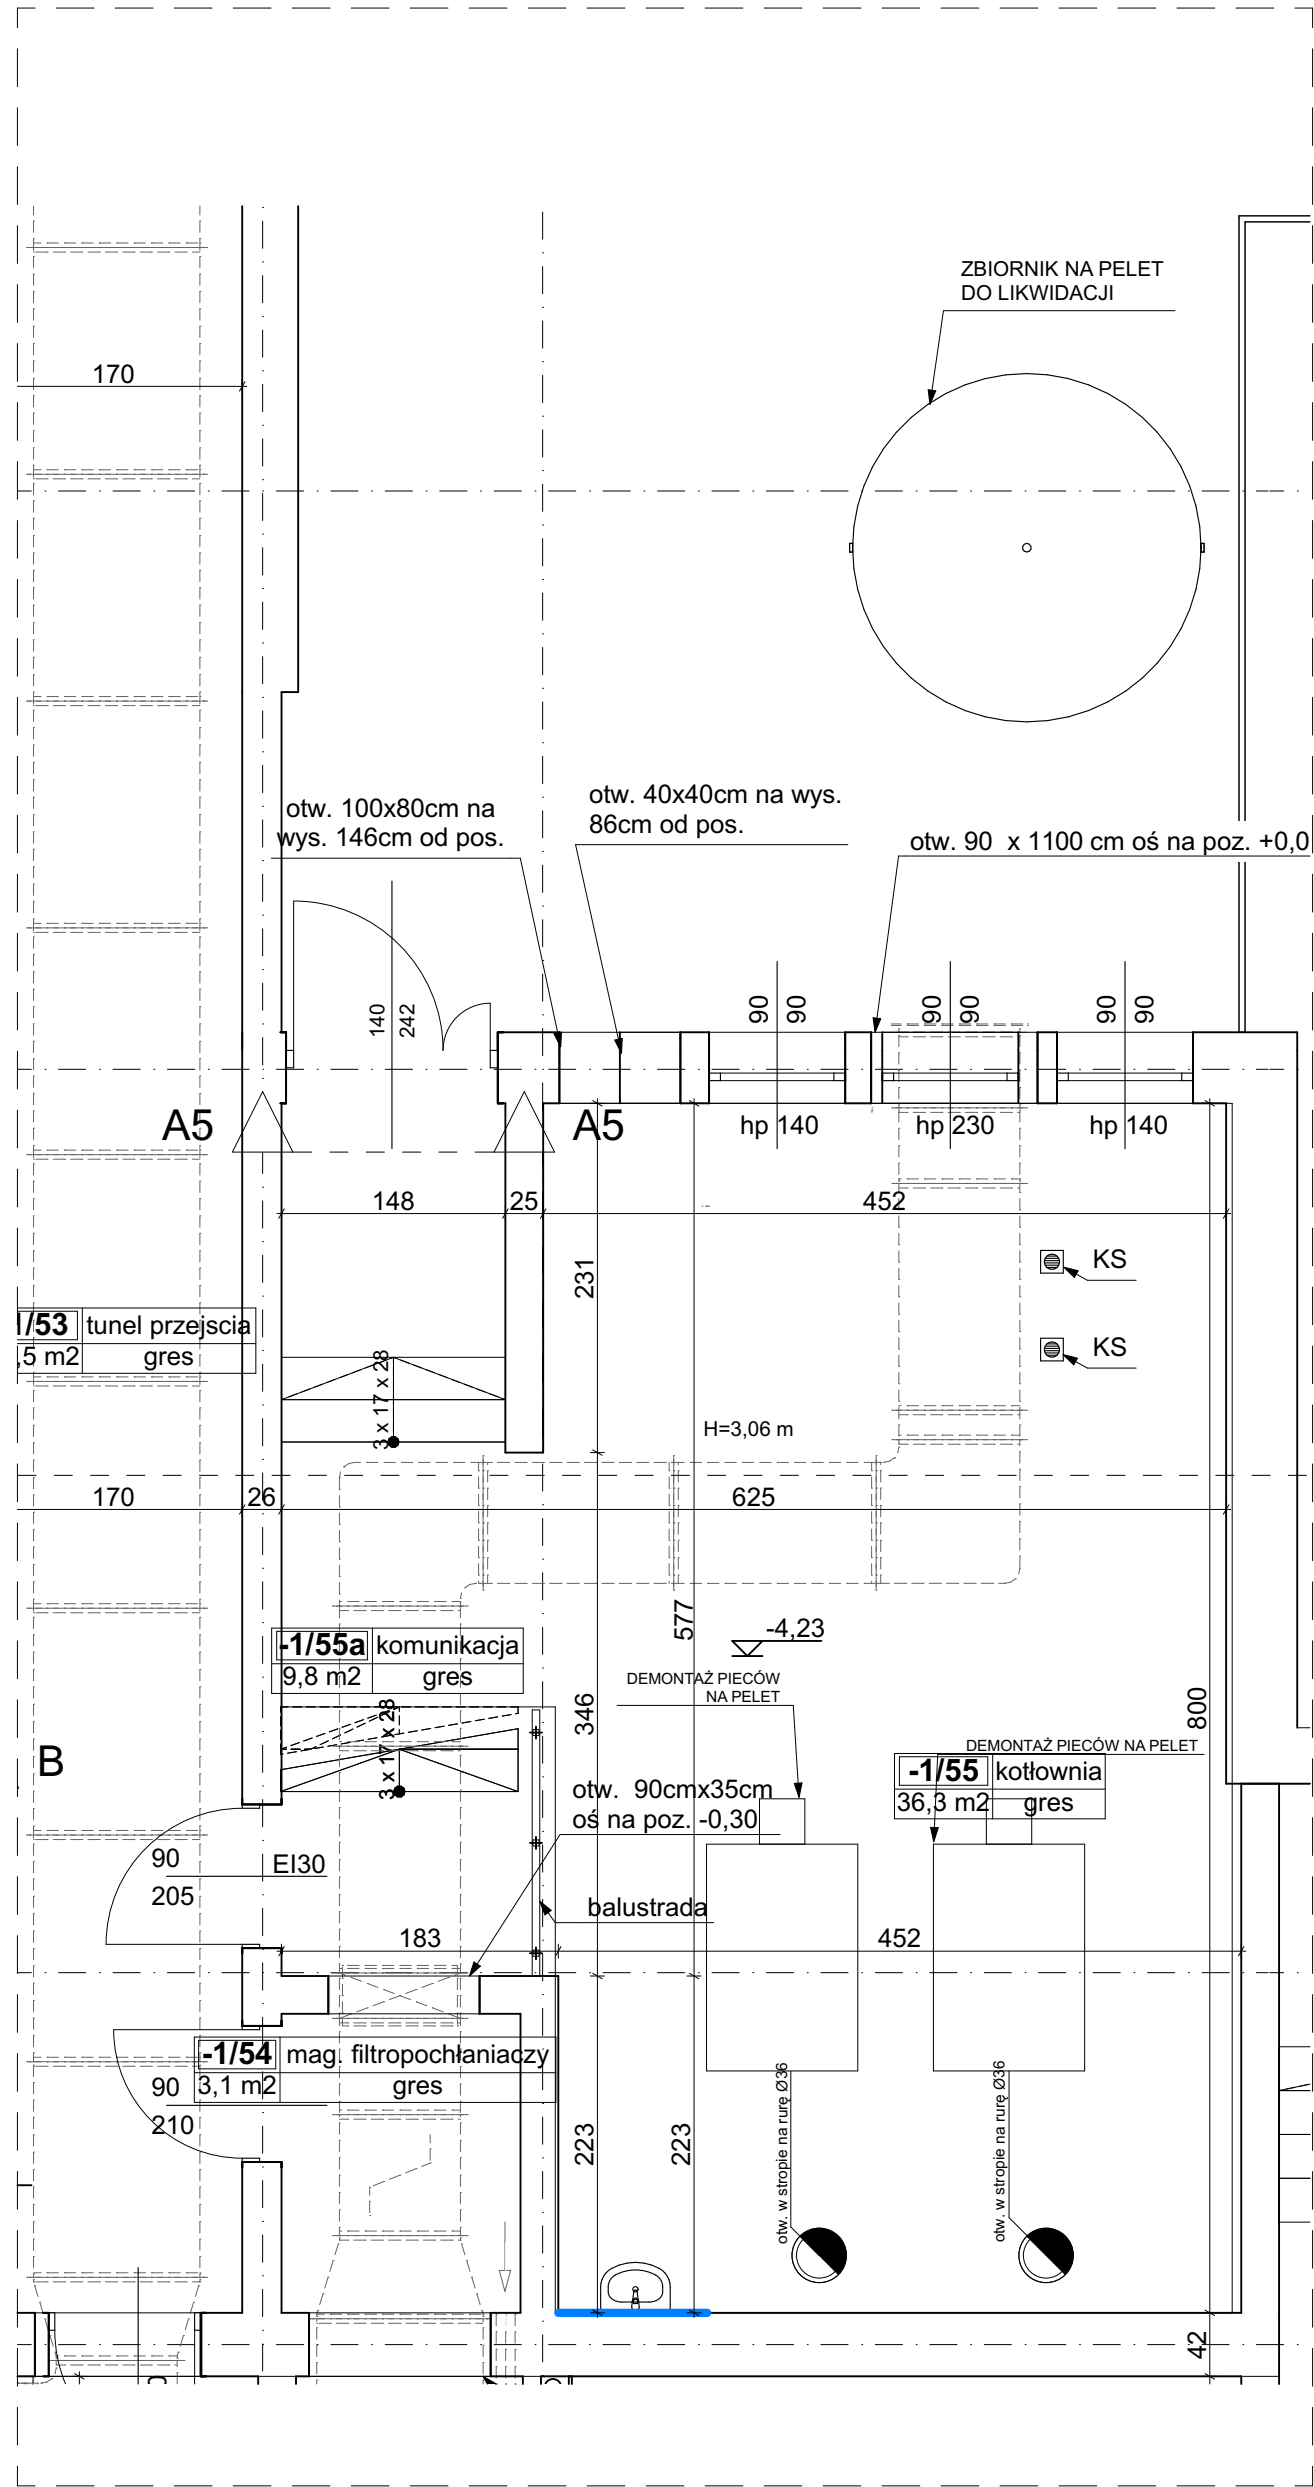 ZBIORNIK NA PELET
DO LIKWIDACJI
170
otw. 100x80cm na
wys. 146cm od pos.
otw. 40x40cm na wys.
86cm od pos.
otw. 90 x 1100 cm oś na poz. +0,0
140
242
90
90
90
90
90
90
A5
A5
hp 140
hp 230
hp 140
148
25
452
231
KS
KS
1/53 tunel przejscia
,5 m2 gres
3 x 17 x 28
H=3,06 m
170
26
625
577
-4,23
-1/55a komunikacja
9,8 m2 gres
DEMONTAŻ PIECÓW
NA PELET
346
800
3 x 17 x 28
B
DEMONTAŻ PIECÓW NA PELET
-1/55 kotłownia
36,3 m2 gres
otw. 90cmx35cm
oś na poz. -0,30
90
205
EI30
balustrada
183
452
-1/54 mag. filtropochłaniaczy
3,1 m2 gres
90
210
223
223
otw. w stropie na rurę Ø36
otw. w stropie na rurę Ø36
42